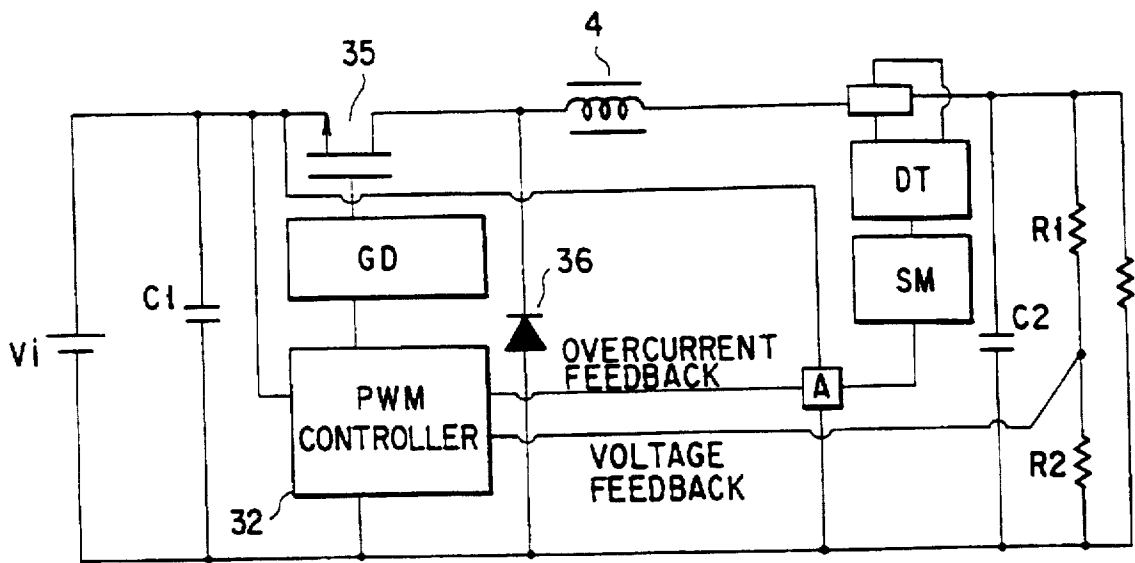 35
4
DT
R1
GD
SM
36
C1
C2
Vi
OVERCURRENT
FEEDBACK
A
PWM
CONTROLLER
VOLTAGE
FEEDBACK
R2
32